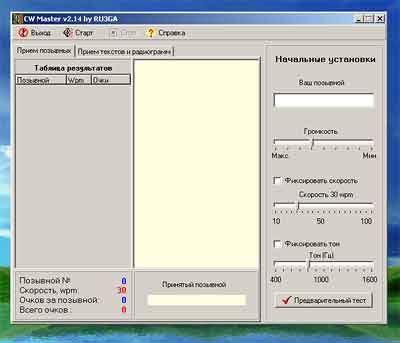 CW Master v2.14 by RU3GA
Выход Старт Стоп Справка
Прием позывных Прием текстов и радиограмм
Таблица результатов
Позывной Wpm Очки
Начальные установки
Ваш позывной
Громкость
Макс. Мин
Фиксировать скорость
Скорость 30 wpm
10 50 100
Фиксировать тон
Тон (Гц)
400 1000 1600
Предварительный тест
Позывной № 0
Скорость, wpm: 30
Очков за позывной: 0
Всего очков : 0
Принятый позывной